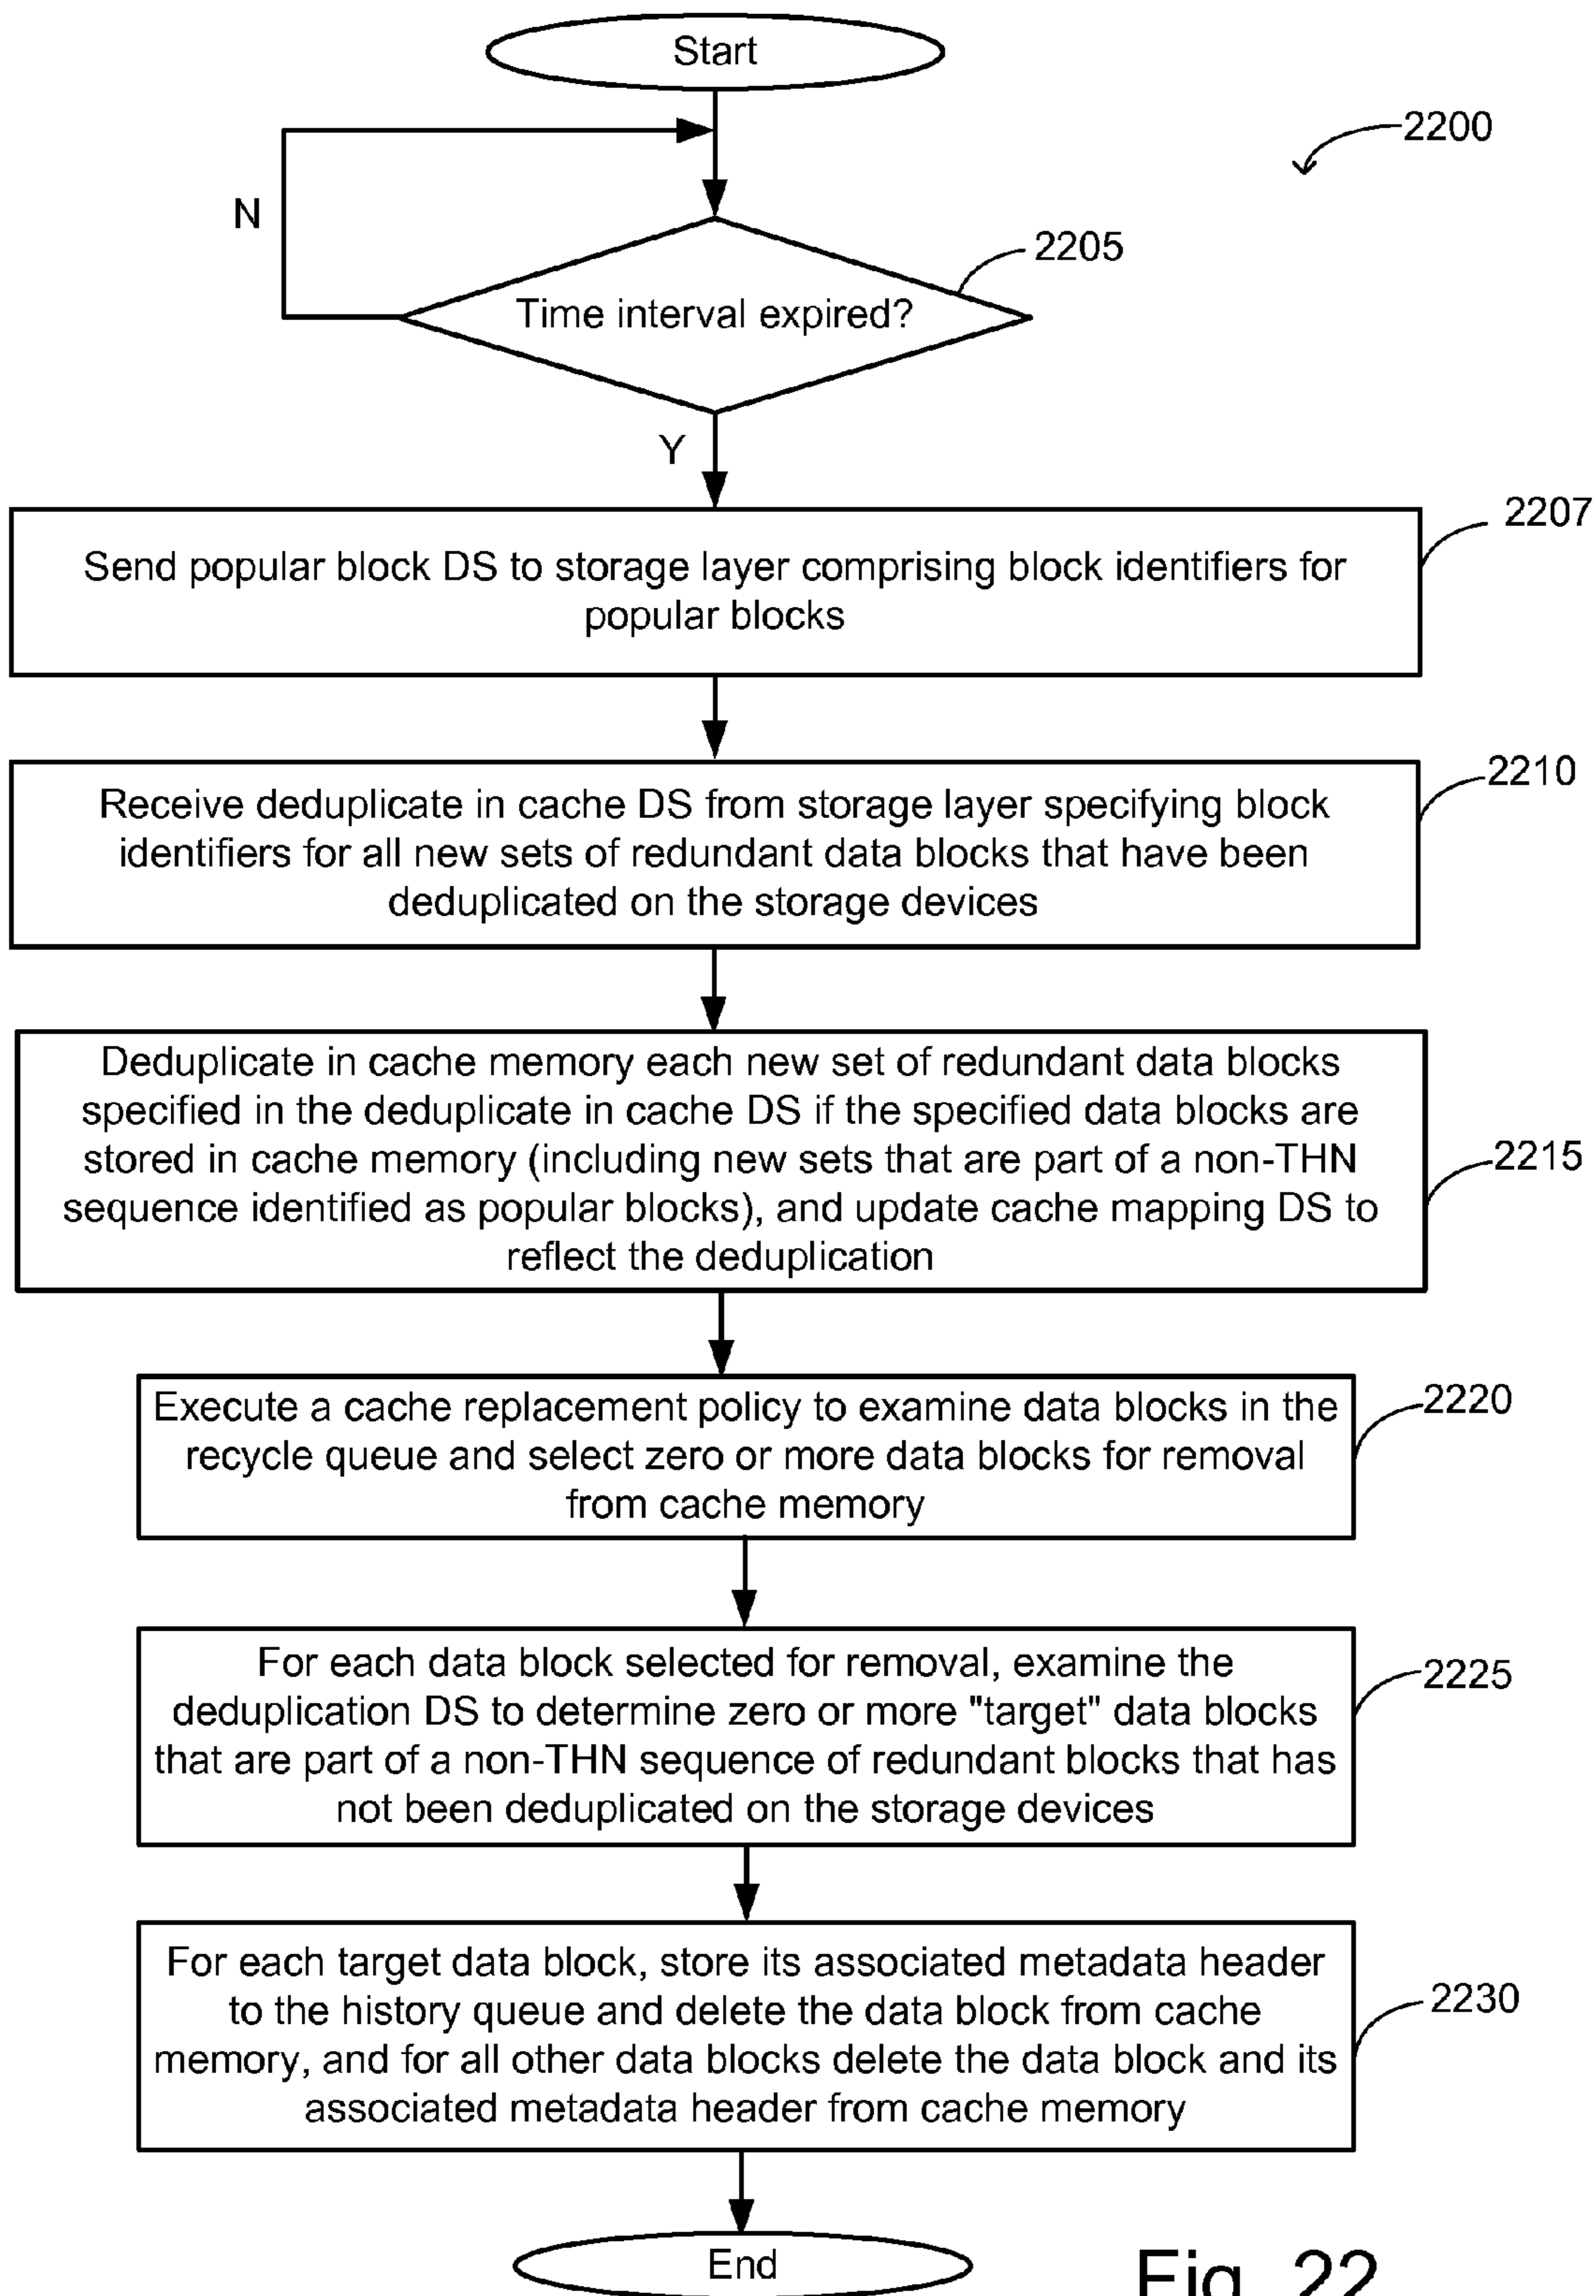 Start
2200
N
2205
Time interval expired?
Y
2207
Send popular block DS to storage layer comprising block identifiers for
popular blocks
2210
Receive deduplicate in cache DS from storage layer specifying block
identifiers for all new sets of redundant data blocks that have been
deduplicated on the storage devices
Deduplicate in cache memory each new set of redundant data blocks
specified in the deduplicate in cache DS if the specified data blocks are
stored in cache memory (including new sets that are part of a non-THN
sequence identified as popular blocks), and update cache mapping DS to
reflect the deduplication
2215
Execute a cache replacement policy to examine data blocks in the
recycle queue and select zero or more data blocks for removal
from cache memory
2220
For each data block selected for removal, examine the
deduplication DS to determine zero or more "target" data blocks
that are part of a non-THN sequence of redundant blocks that has
not been deduplicated on the storage devices
2225
For each target data block, store its associated metadata header
to the history queue and delete the data block from cache
memory, and for all other data blocks delete the data block and its
associated metadata header from cache memory
2230
End
Fig. 22